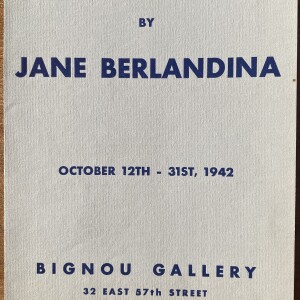 BY
JANE BERLANDINA
OCTOBER 12TH - 31ST, 1942
BIGNOU GALLERY
32 EAST 57th STREET